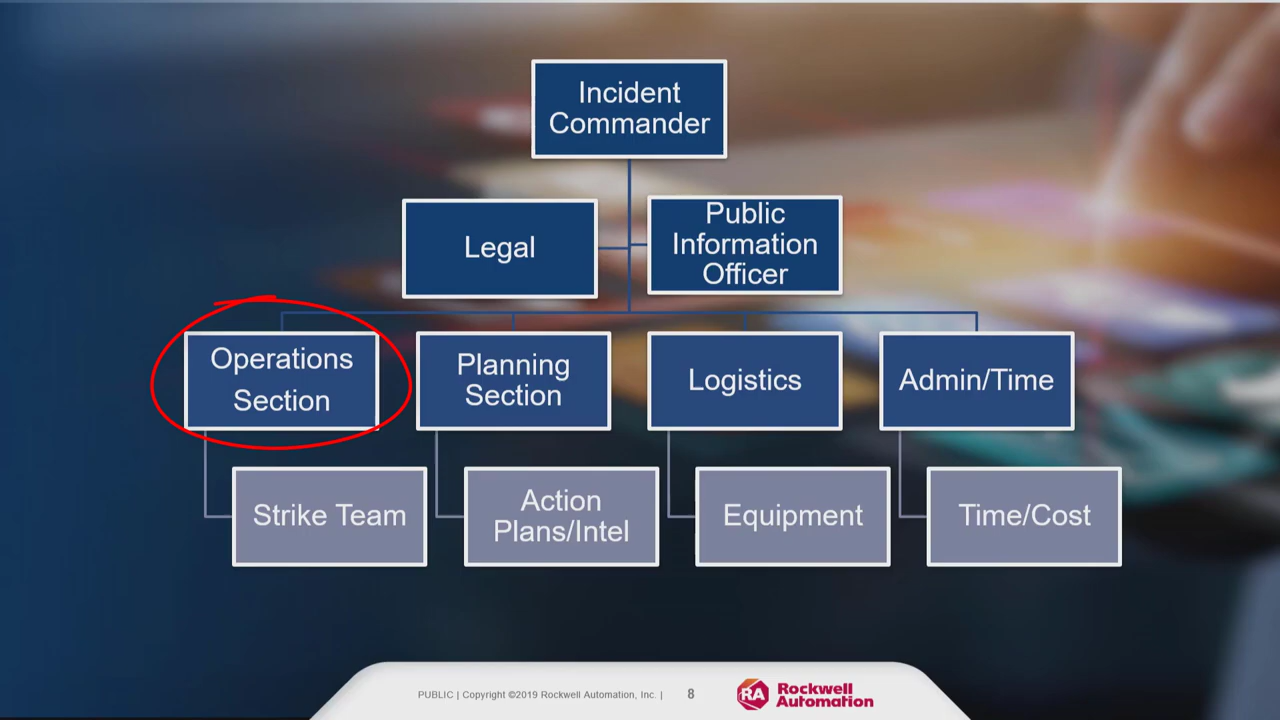 Incident
Commander
Legal
Public
Information
Officer
Operations
Section
Planning
Section
Logistics
Admin/Time
Strike Team
Action
Plans/Intel
Equipment
Time/Cost
PUBLIC | Copyright ©2019 Rockwell Automation, Inc. |
8
RA
Rockwell
Automation